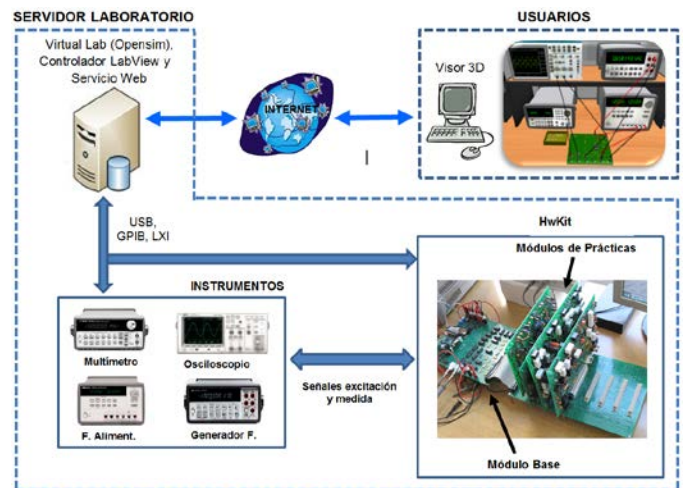 SERVIDOR LABORATORIO
Virtual Lab (Opensim),
Controlador LabView y
Servicio Web
INTERNET
USUARIOS
Visor 3D
USB,
GPIB, LXI
INSTRUMENTOS
Multímetro
Osciloscopio
F. Aliment.
Generador F.
Señales excitación
y medida
HwKit
Módulos de Prácticas
Módulo Base